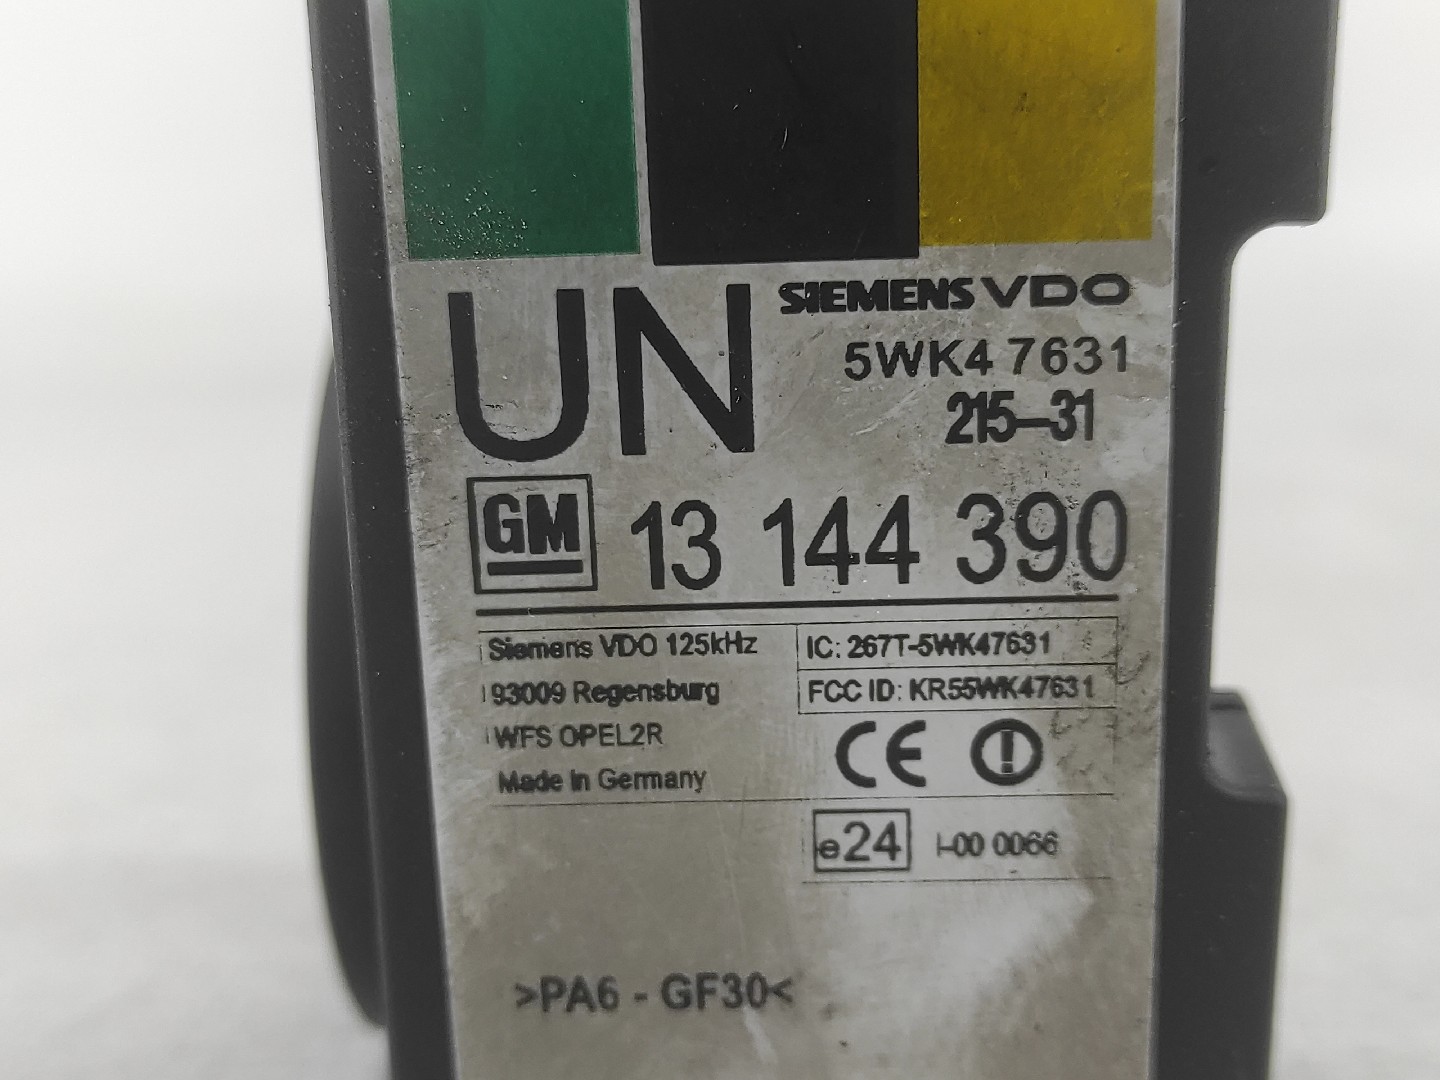 UN
SIEMENS VDO
5WK4 7631
215-31
GM 13 144 390
Siemens VDO 125kHz
93009 Regensburg
WFS OPEL2R
Made in Germany
IC: 267T-5WK47631
FCC ID: KR55WK47631
CE
e24 I-00 0066
>PA6 - GF30<